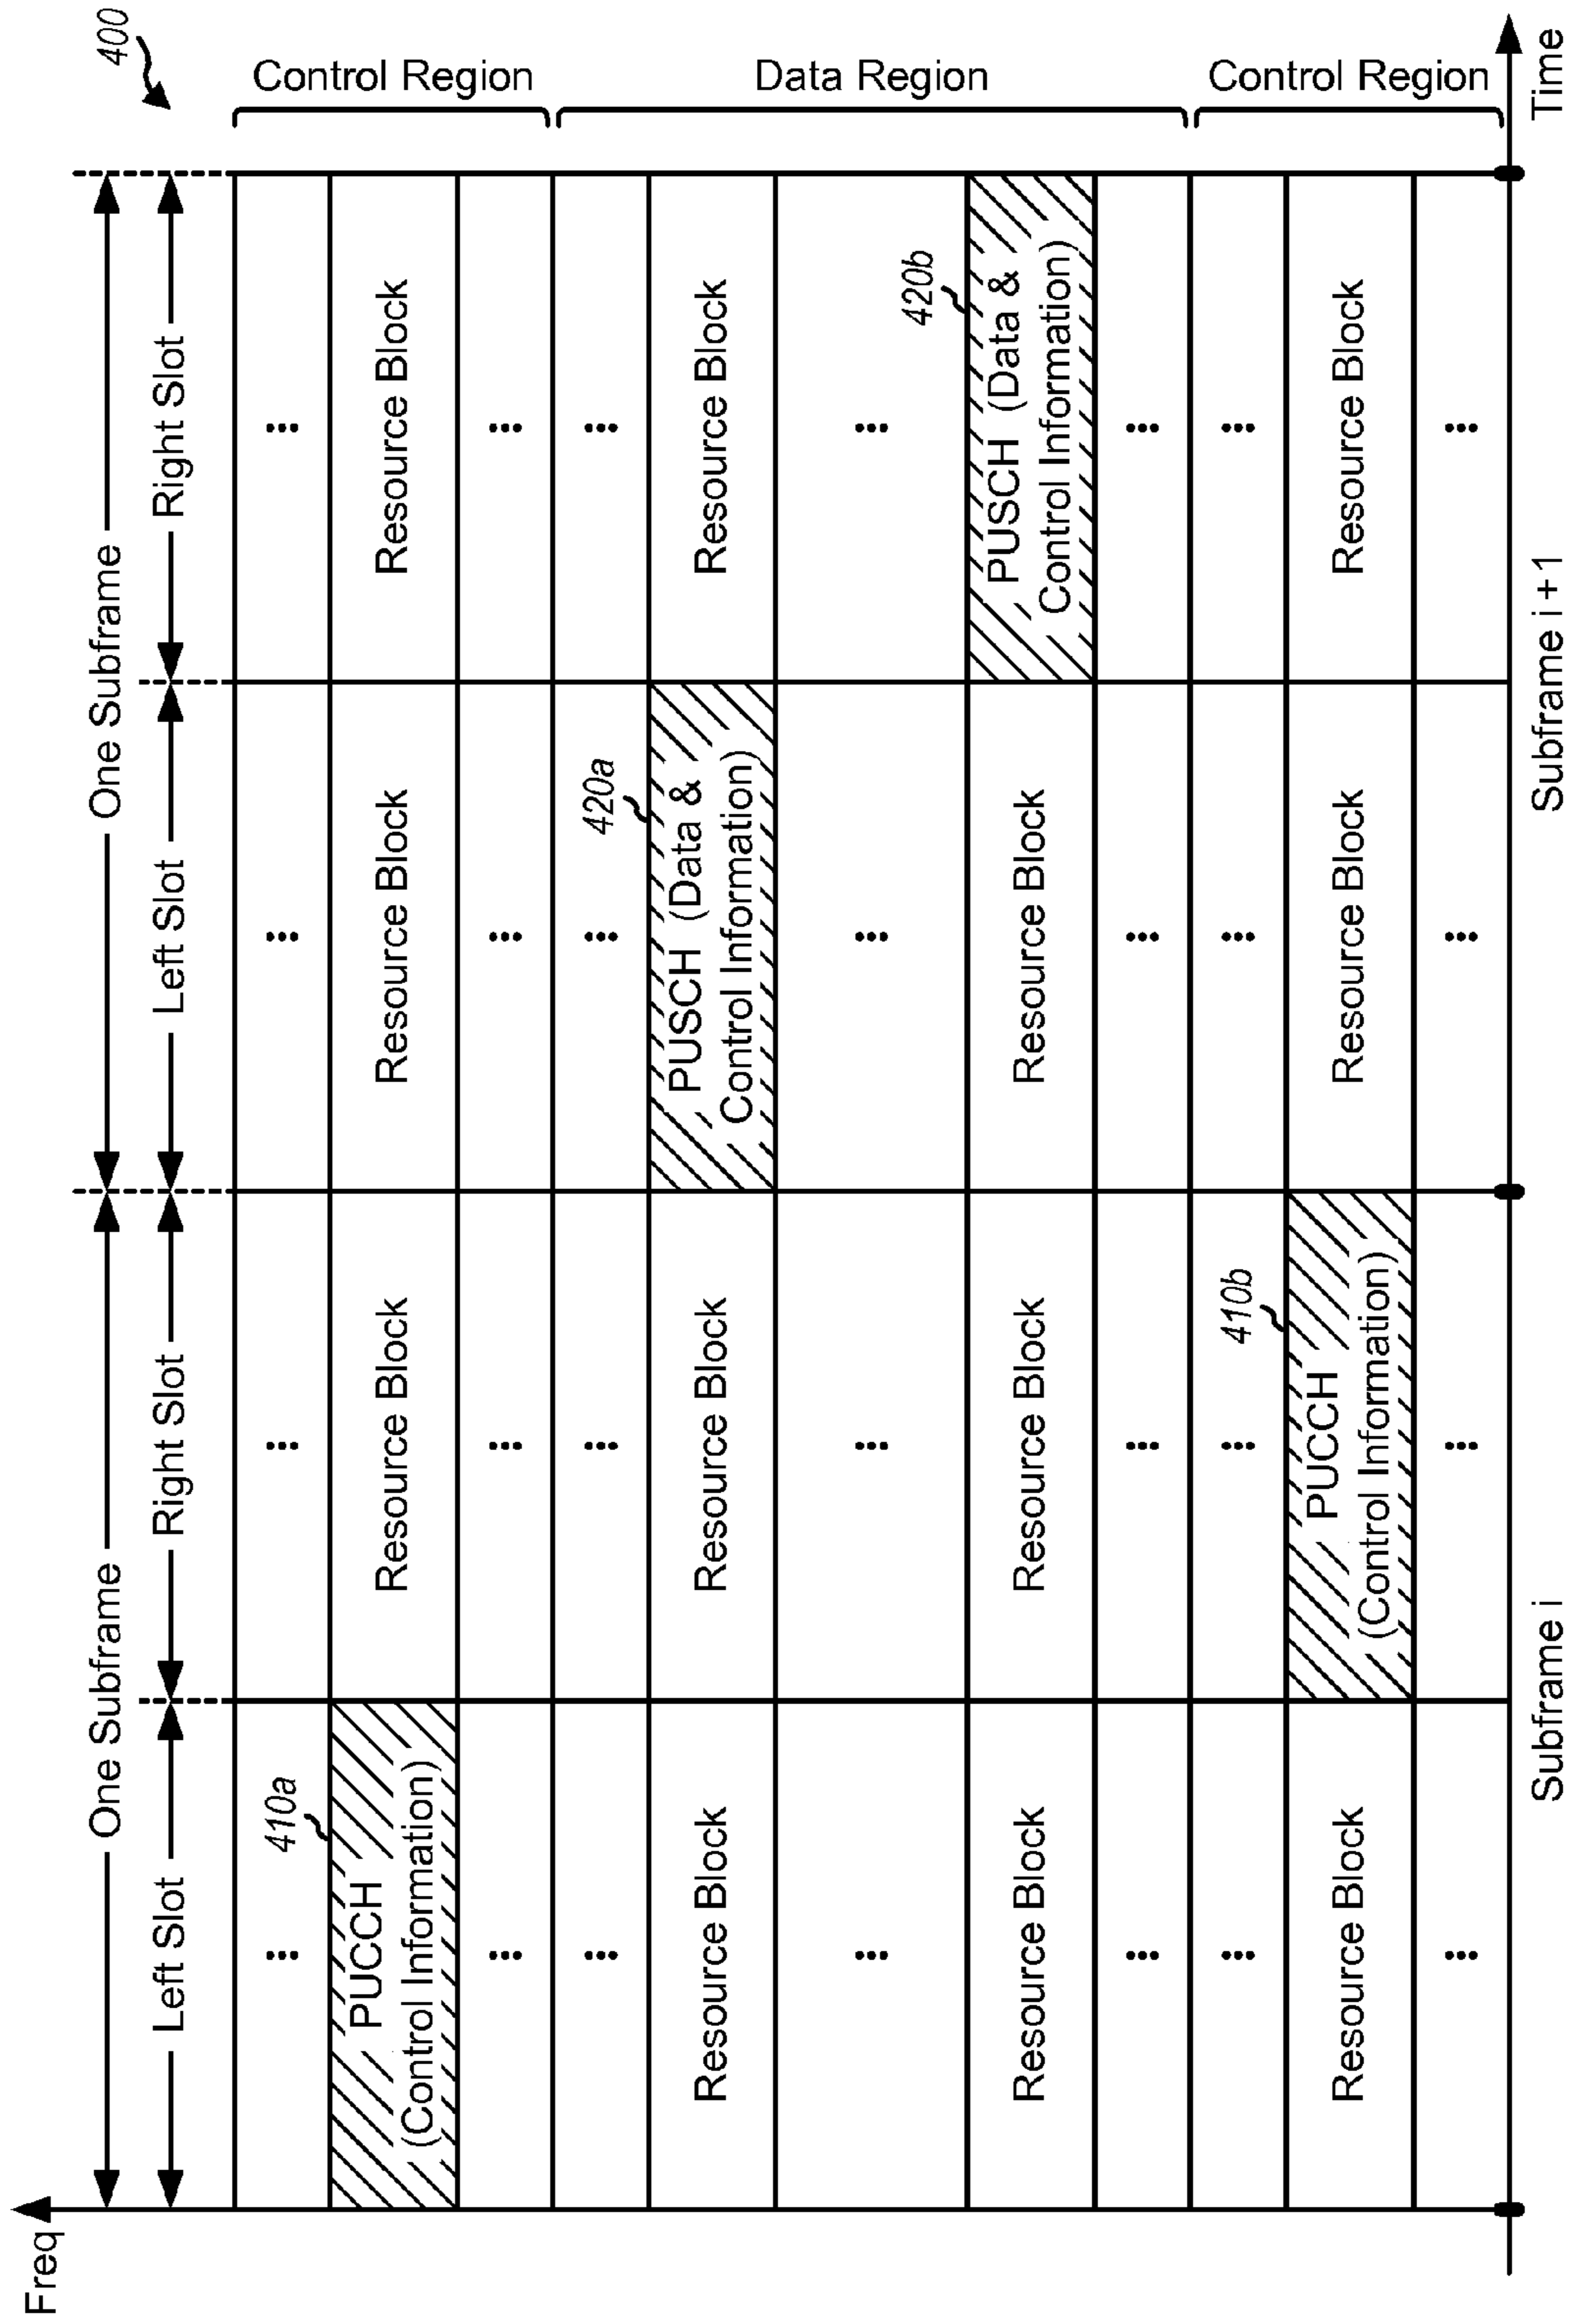 400
Freq
One Subframe
One Subframe
Left Slot
Right Slot
Left Slot
Right Slot
...
...
...
...
Control Region
410a
PUCCH
(Control Information)
Resource Block
Resource Block
Resource Block
...
...
...
...
...
...
...
...
Data Region
420a
Resource Block
Resource Block
PUSCH (Data &
Control Information)
Resource Block
...
...
...
...
420b
Resource Block
Resource Block
Resource Block
PUSCH (Data &
Control Information)
...
...
...
...
...
...
...
...
Control Region
410b
Resource Block
PUCCH
(Control Information)
Resource Block
Resource Block
...
...
...
...
Subframe i
Subframe i + 1
Time